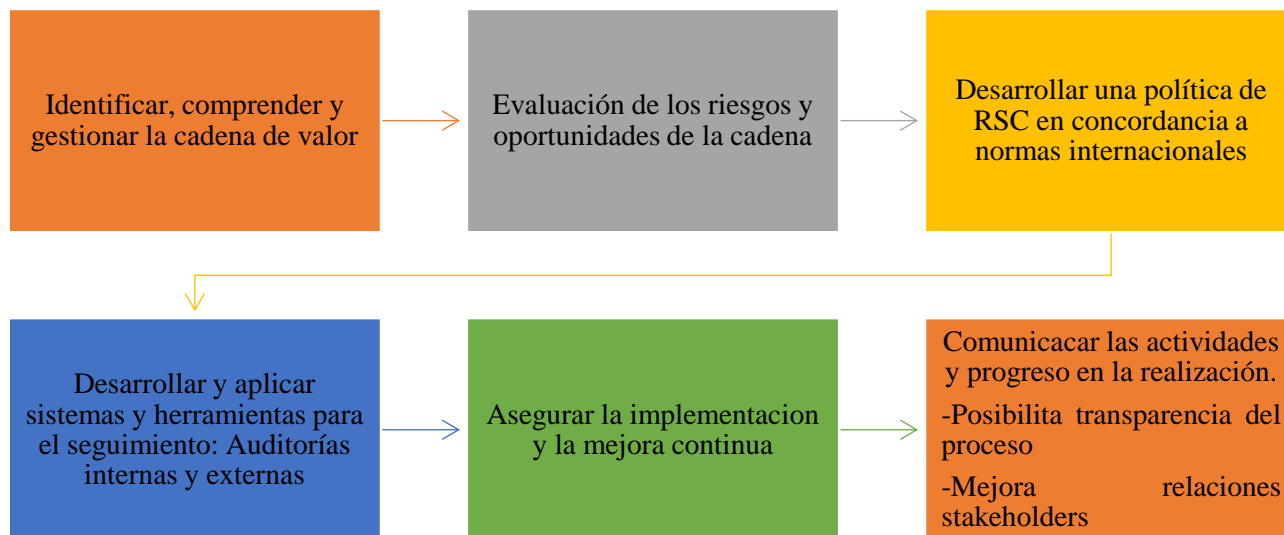 Identificar, comprender y
gestionar la cadena de valor
Evaluación de los riesgos y
oportunidades de la cadena
Desarrollar una política de
RSC en concordancia a
normas internacionales
Desarrollar y aplicar
sistemas y herramientas para
el seguimiento: Auditorías
internas y externas
Asegurar la implementacion
y la mejora continua
Comunicacar las actividades
y progreso en la realización.
-Posibilita transparencia del
proceso
-Mejora relaciones
stakeholders